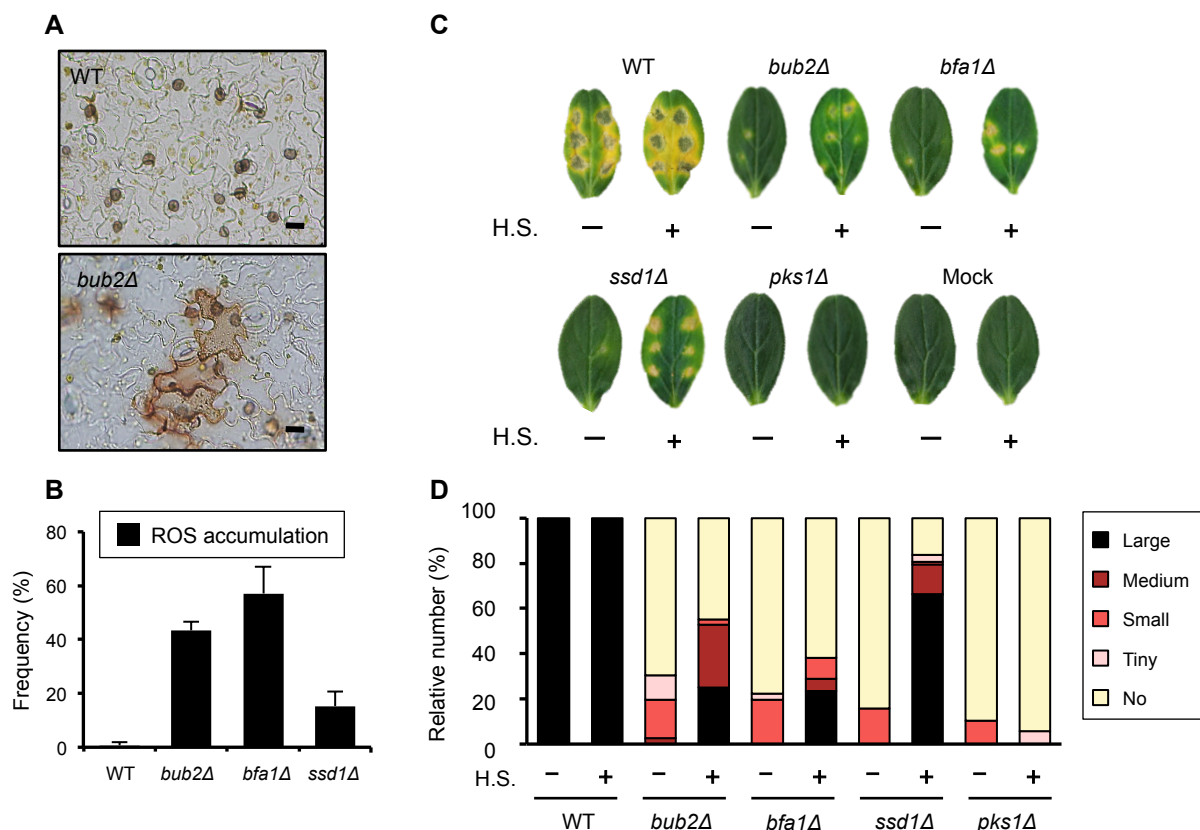 A
WT
bub2Δ
B
80
60
40
20
0
Frequency (%)
ROS accumulation
WT bub2Δ bfa1Δ ssd1Δ
C
WT bub2Δ bfa1Δ
H.S. – + – + – +
ssd1Δ pks1Δ Mock
H.S. – + – + – +
D
100
80
60
40
20
0
Relative number (%)
Large
Medium
Small
Tiny
No
H.S. – + – + – + – + – +
WT bub2Δ bfa1Δ ssd1Δ pks1Δ